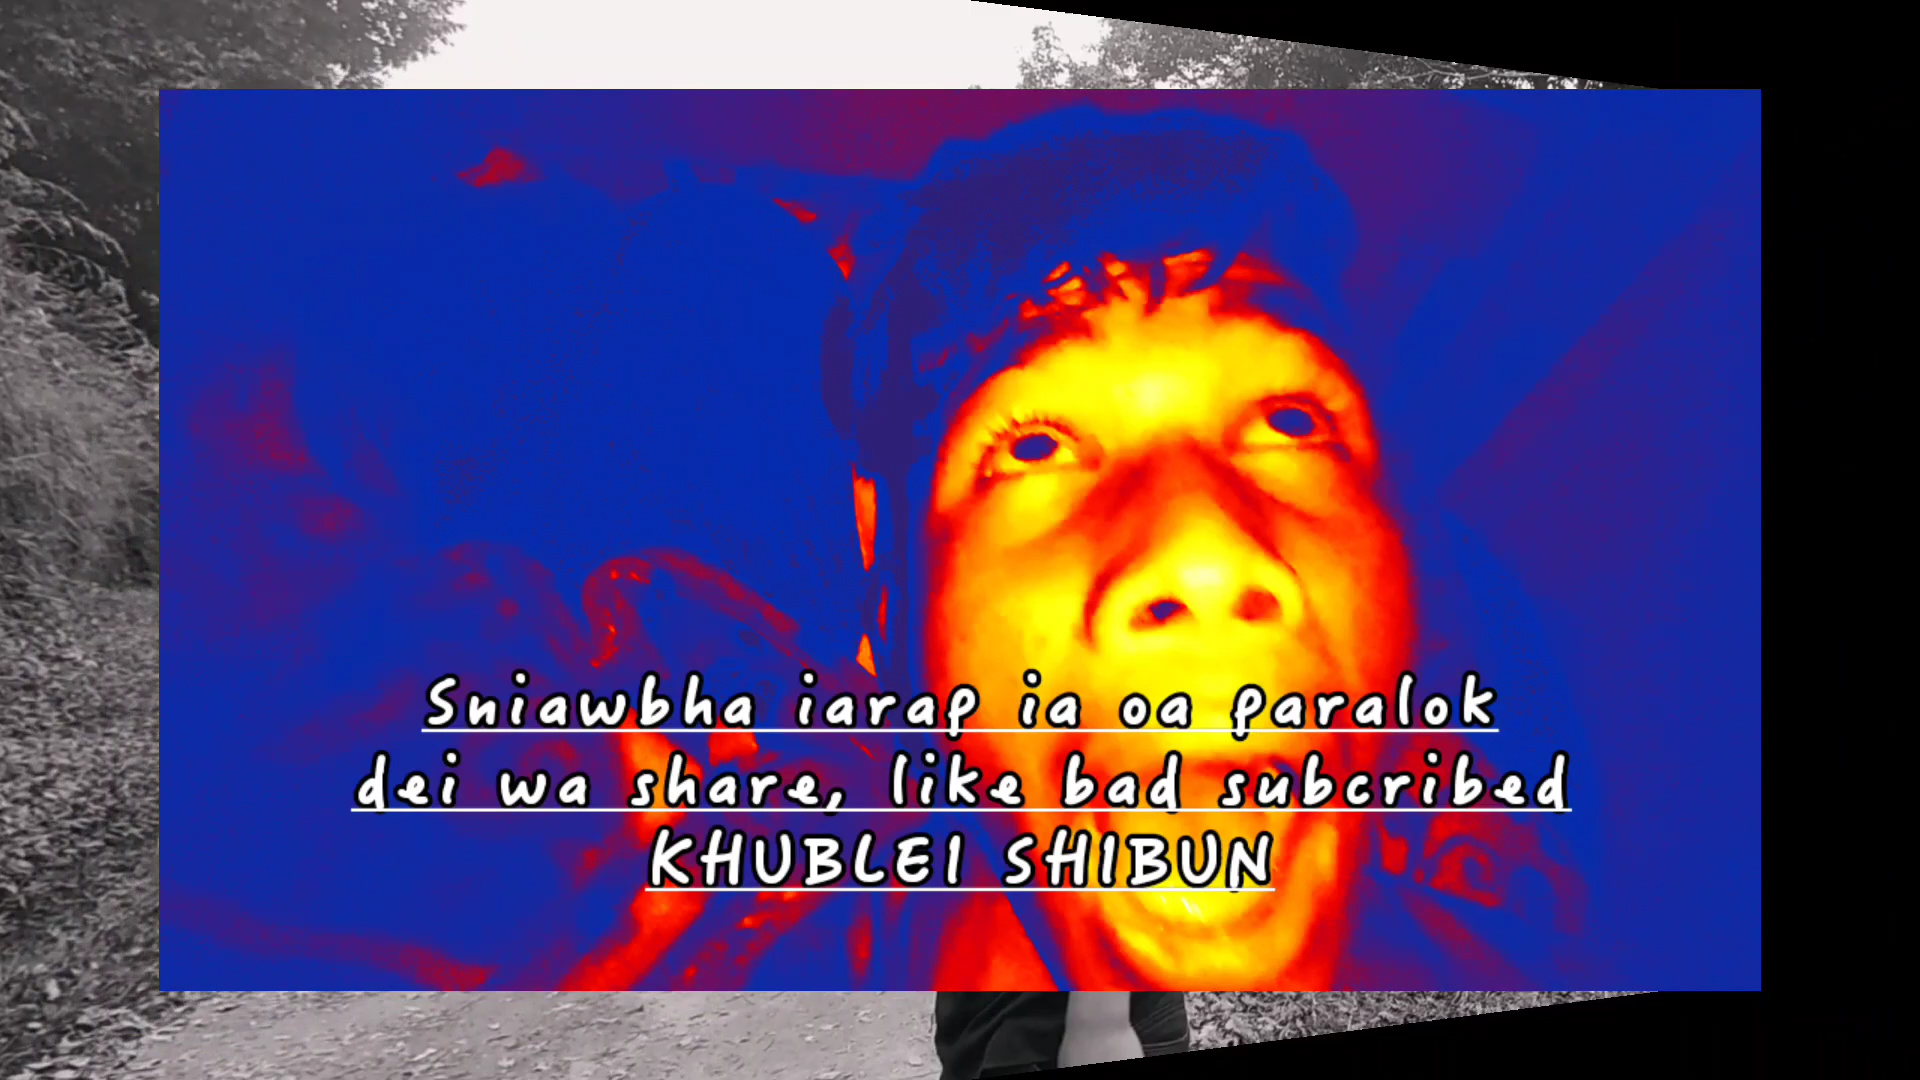 Sniawbha iarap ia oa paralok
dei wa share, like bad subcribed
KHUBLEI SHIBUN